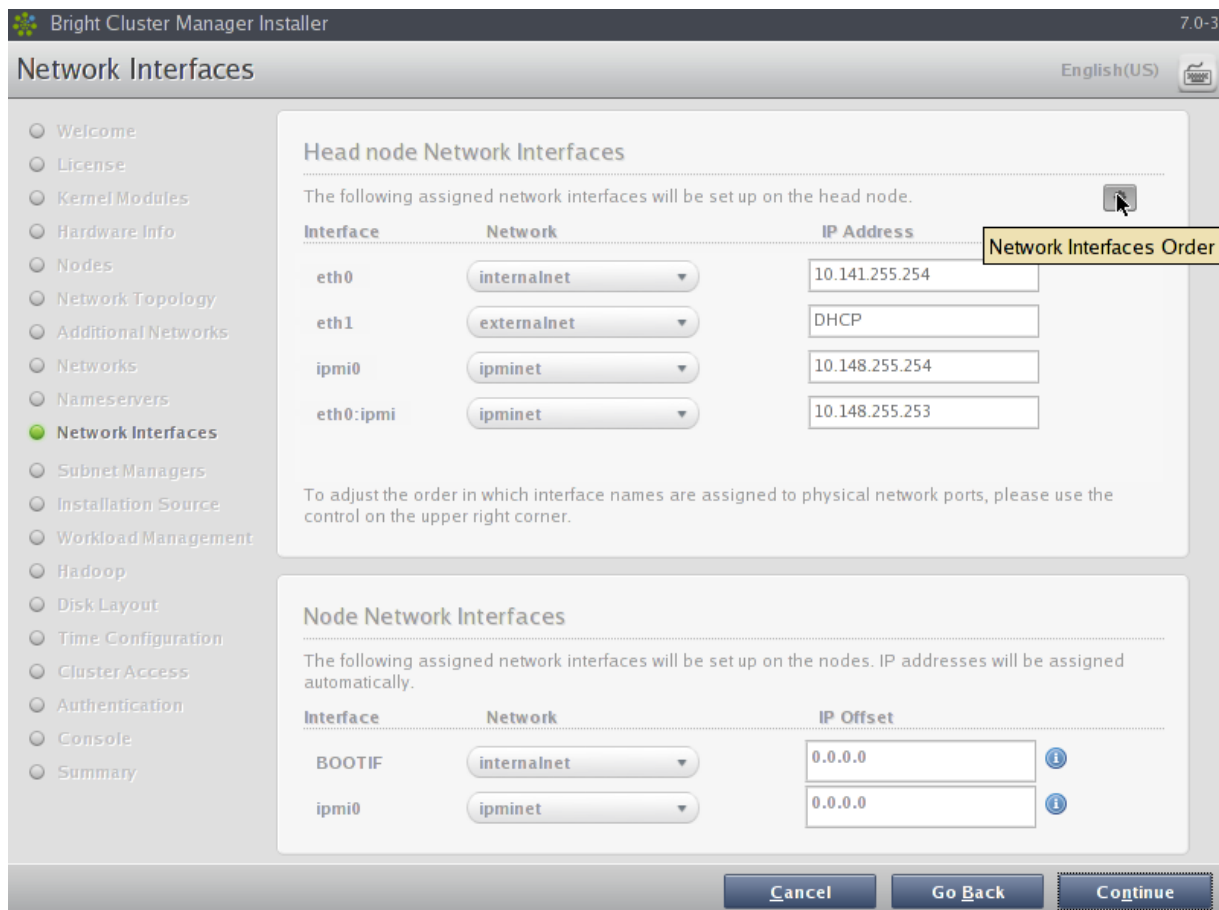 Bright Cluster Manager Installer
7.0-3
Network Interfaces
English(US)
Welcome
License
Kernel Modules
Hardware Info
Nodes
Network Topology
Additional Networks
Networks
Nameservers
Network Interfaces
Subnet Managers
Installation Source
Workload Management
Hadoop
Disk Layout
Time Configuration
Cluster Access
Authentication
Console
Summary
Head node Network Interfaces
The following assigned network interfaces will be set up on the head node.
Interface Network IP Address
Network Interfaces Order
eth0 internalnet 10.141.255.254
eth1 externalnet DHCP
ipmi0 ipminet 10.148.255.254
eth0:ipmi ipminet 10.148.255.253
To adjust the order in which interface names are assigned to physical network ports, please use the
control on the upper right corner.
Node Network Interfaces
The following assigned network interfaces will be set up on the nodes. IP addresses will be assigned
automatically.
Interface Network IP Offset
BOOTIF internalnet 0.0.0.0
ipmi0 ipminet 0.0.0.0
Cancel Go Back Continue